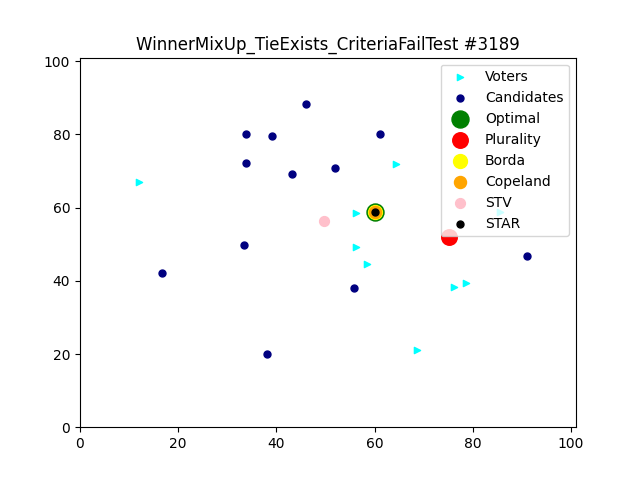 WinnerMixUp_TieExists_CriteriaFailTest #3189
100
80
60
40
20
0
0 20 40 60 80 100
Voters
Candidates
Optimal
Plurality
Borda
Copeland
STV
STAR